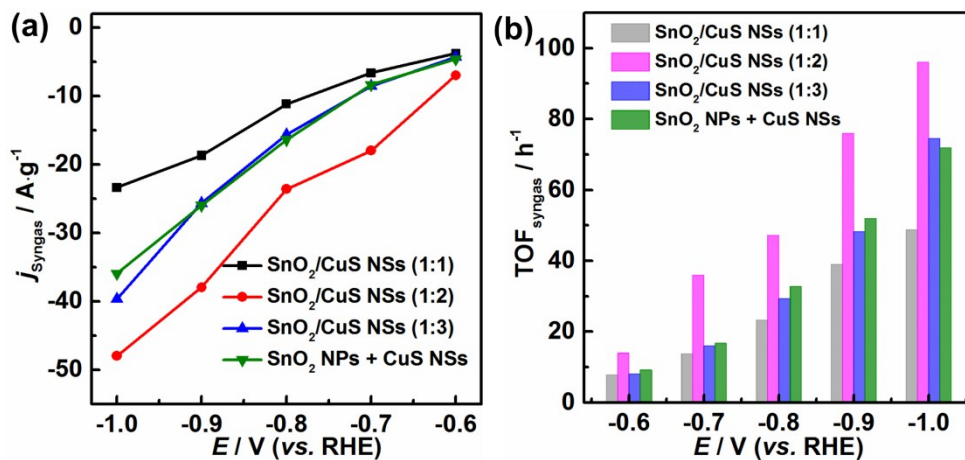 (a)
0
-10
-20
-30
-40
-50
j_Syngas / A·g⁻¹
SnO₂/CuS NSs (1:1)
SnO₂/CuS NSs (1:2)
SnO₂/CuS NSs (1:3)
SnO₂ NPs + CuS NSs
-1.0 -0.9 -0.8 -0.7 -0.6
E / V (vs. RHE)
(b)
100
80
60
40
20
0
TOF_syngas / h⁻¹
SnO₂/CuS NSs (1:1)
SnO₂/CuS NSs (1:2)
SnO₂/CuS NSs (1:3)
SnO₂ NPs + CuS NSs
-0.6 -0.7 -0.8 -0.9 -1.0
E / V (vs. RHE)